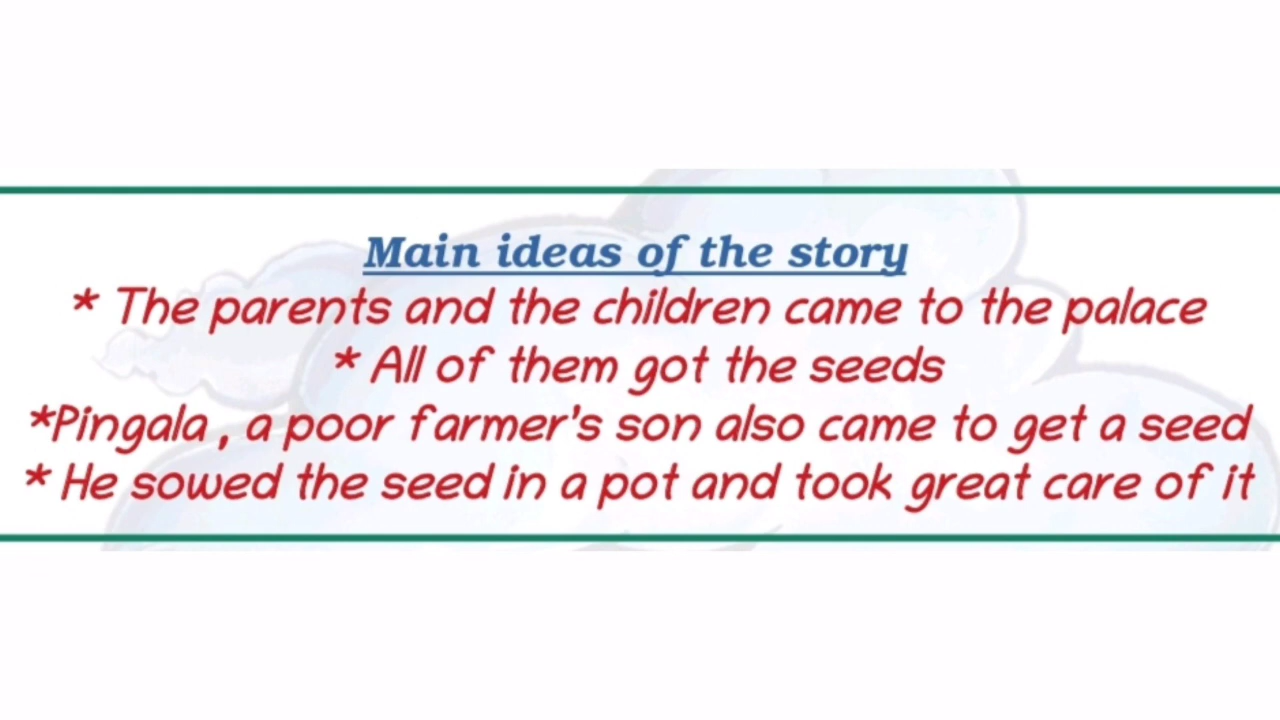 Main ideas of the story
* The parents and the children came to the palace
* All of them got the seeds
*Pingala , a poor farmer's son also came to get a seed
* He sowed the seed in a pot and took great care of it